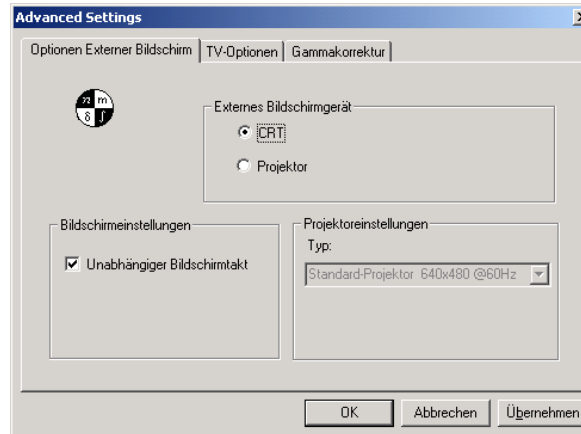 Advanced Settings
Optionen Externer Bildschirm
TV-Optionen
Gammakorrektur
n m
δ ∫
Externes Bildschirmgerät
CRT
Projektor
Bildschirmeinstellungen
Unabhängiger Bildschirmtakt
Projektoreinstellungen
Typ:
Standard-Projektor 640x480 @60Hz
OK
Abbrechen
Übernehmen